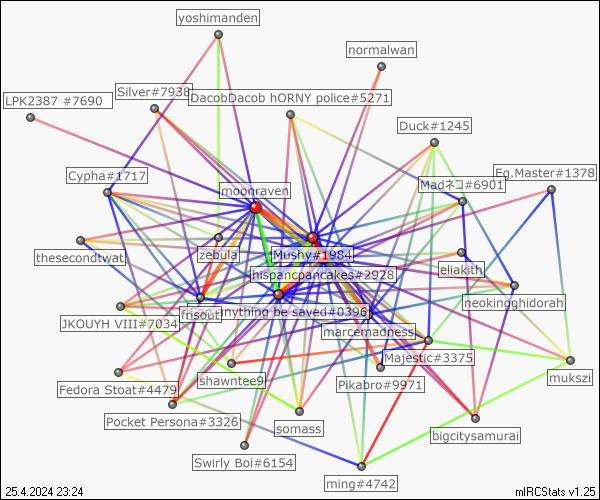 yoshimanden
normalwan
Silver#7938
LPK2387 #7690
DacobDacob hORNY police#5271
Duck#1245
Cypha#1717
Eg.Master#1378
Madネコ#6901
moonraven
thesecondtwat
zebula
Mushy#1984
eliakith
hispancpancakes#2928
neokingghidorah
frisou
anything be saved#0396
JKOUYH VIII#7034
marcemadness
Majestic#3375
Fedora Stoat#4479
shawntee9
Pikabro#9971
mukszi
Pocket Persona#3326
somass
bigcitysamurai
Swirly Boi#6154
ming#4742
25.4.2024 23:24
mIRCStats v1.25